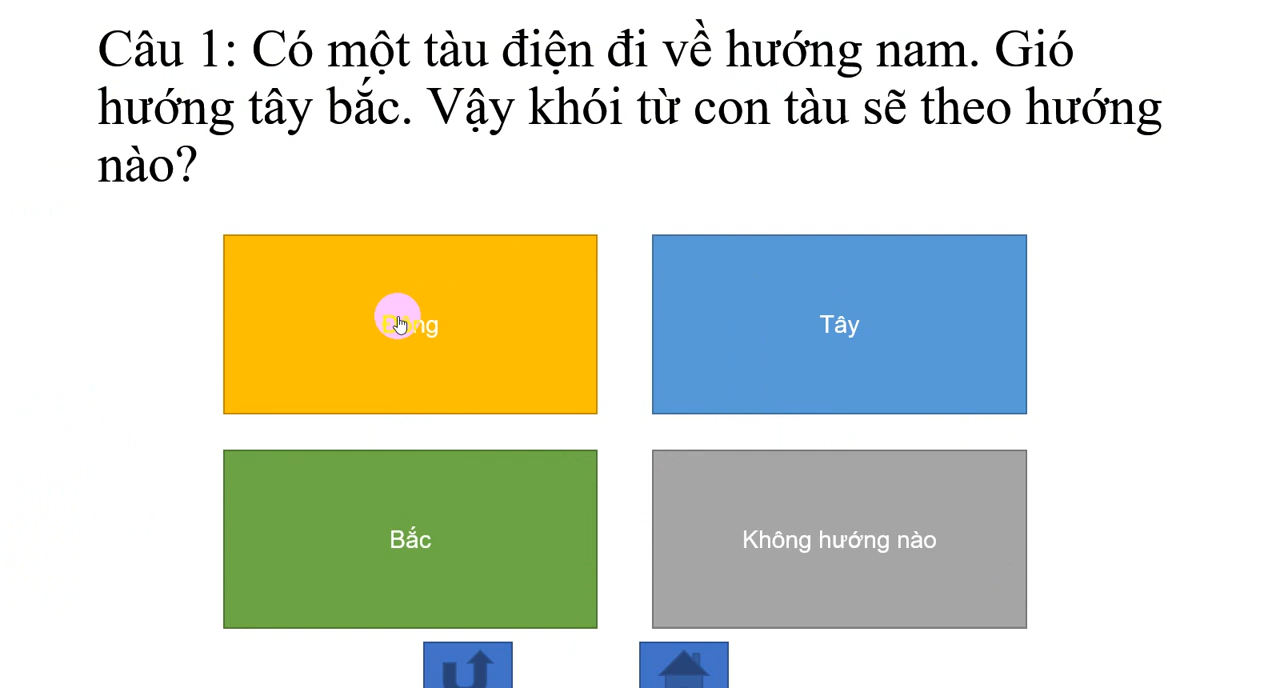 Câu 1: Có một tàu điện đi về hướng nam. Gió
hướng tây bắc. Vậy khói từ con tàu sẽ theo hướng
nào?
Đông
Tây
Bắc
Không hướng nào